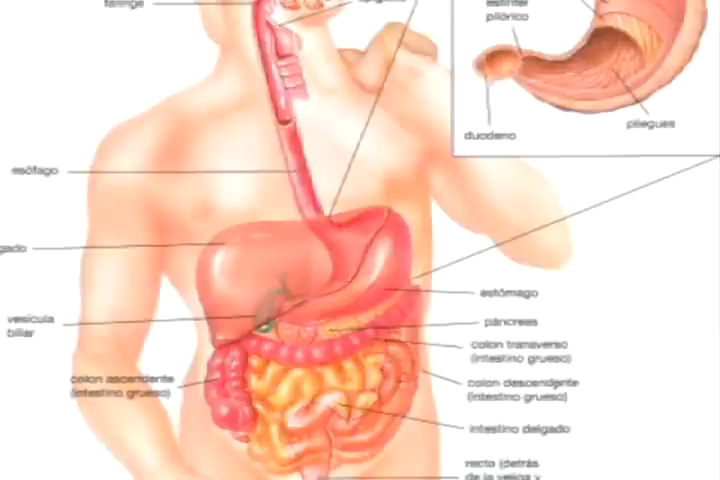 faringe
esfínter
pilórico
duodeno
pliegues
esófago
gado
vesícula
biliar
estómago
páncreas
colon transverso
(intestino grueso)
colon ascendente
(intestino grueso)
colon descendente
(intestino grueso)
intestino delgado
recto (detrás
de la vejiga y